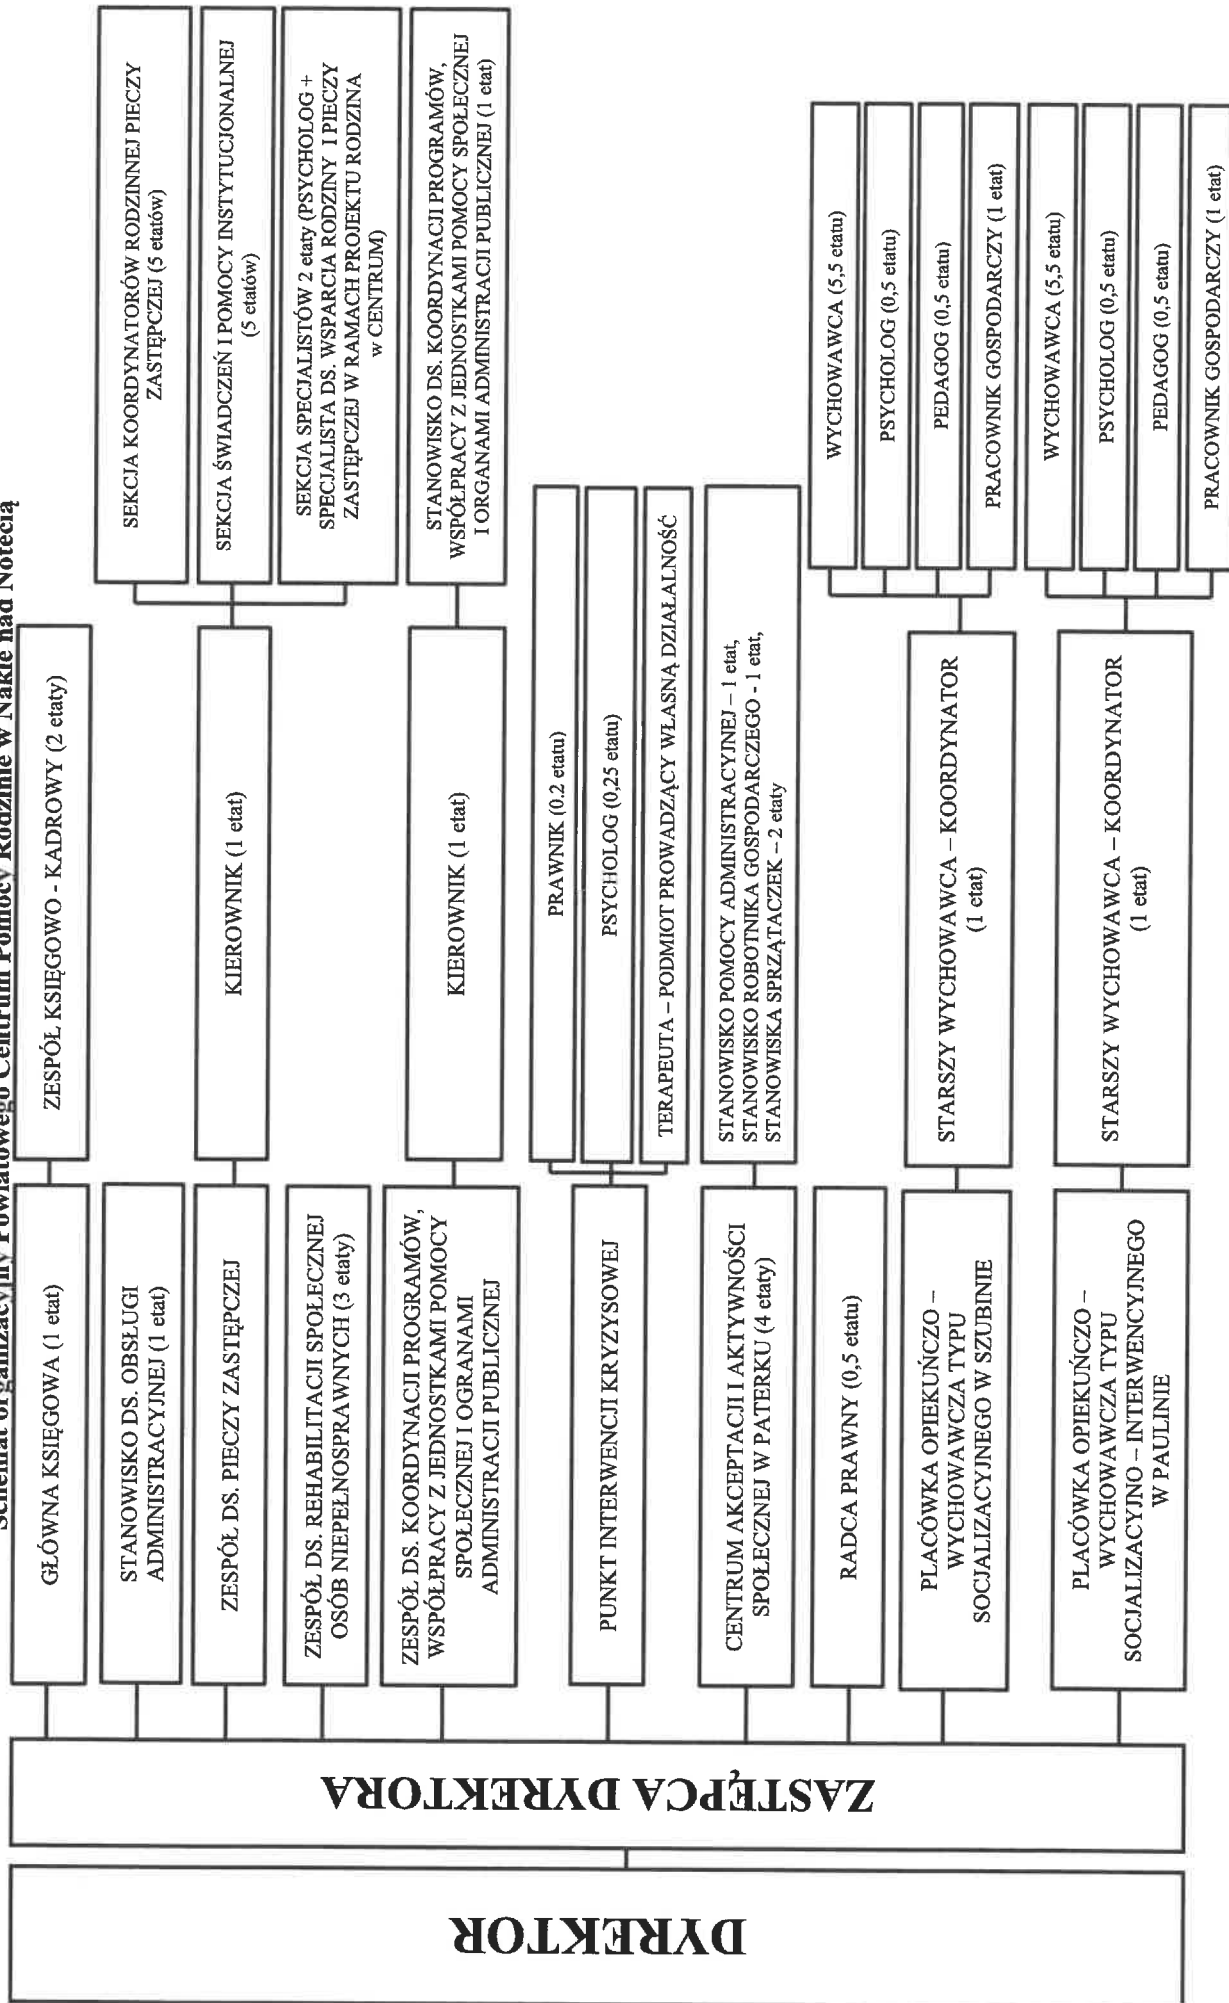 Schemat organizacyjny Powiatowego Centrum Pomocy Rodzinie w Nakle nad Notecią
DYREKTOR
ZASTĘPCA DYREKTORA
GŁÓWNA KSIĘGOWA (1 etat)
ZESPÓŁ KSIĘGOWO - KADROWY (2 etaty)
STANOWISKO DS. OBSŁUGI
ADMINISTRACYJNEJ (1 etat)
ZESPÓŁ DS. PIECZY ZASTĘPCZEJ
KIEROWNIK (1 etat)
SEKCJA KOORDYNATORÓW RODZINNEJ PIECZY
ZASTĘPCZEJ (5 etatów)
SEKCJA ŚWIADCZEŃ I POMOCY INSTYTUCJONALNEJ
(5 etatów)
SEKCJA SPECJALISTÓW 2 etaty (PSYCHOLOG +
SPECJALISTA DS. WSPARCIA RODZINY I PIECZY
ZASTĘPCZEJ W RAMACH PROJEKTU RODZINA
w CENTRUM)
ZESPÓŁ DS. REHABILITACJI SPOŁECZNEJ
OSÓB NIEPEŁNOSPRAWNYCH (3 etaty)
ZESPÓŁ DS. KOORDYNACJI PROGRAMÓW,
WSPÓŁPRACY Z JEDNOSTKAMI POMOCY
SPOŁECZNEJ I OGRANAMI
ADMINISTRACJI PUBLICZNEJ
KIEROWNIK (1 etat)
STANOWISKO DS. KOORDYNACJI PROGRAMÓW,
WSPÓŁPRACY Z JEDNOSTKAMI POMOCY SPOŁECZNEJ
I ORGANAMI ADMINISTRACJI PUBLICZNEJ (1 etat)
PUNKT INTERWENCJI KRYZYSOWEJ
PRAWNIK (0.2 etatu)
PSYCHOLOG (0,25 etatu)
TERAPEUTA – PODMIOT PROWADZĄCY WŁASNĄ DZIAŁALNOŚĆ
CENTRUM AKCEPTACJI I AKTYWNOŚCI
SPOŁECZNEJ W PATERKU (4 etaty)
STANOWISKO POMOCY ADMINISTRACYJNEJ – 1 etat,
STANOWISKO ROBOTNIKA GOSPODARCZEGO - 1 etat,
STANOWISKA SPRZĄTACZEK – 2 etaty
RADCA PRAWNY (0,5 etatu)
PLACÓWKA OPIEKUŃCZO –
WYCHOWAWCZA TYPU
SOCJALIZACYJNEGO W SZUBINIE
STARSZY WYCHOWAWCA – KOORDYNATOR
(1 etat)
WYCHOWAWCA (5,5 etatu)
PSYCHOLOG (0,5 etatu)
PEDAGOG (0,5 etatu)
PRACOWNIK GOSPODARCZY (1 etat)
PLACÓWKA OPIEKUŃCZO –
WYCHOWAWCZA TYPU
SOCJALIZACYJNO – INTERWENCYJNEGO
W PAULINIE
STARSZY WYCHOWAWCA – KOORDYNATOR
(1 etat)
WYCHOWAWCA (5,5 etatu)
PSYCHOLOG (0,5 etatu)
PEDAGOG (0,5 etatu)
PRACOWNIK GOSPODARCZY (1 etat)